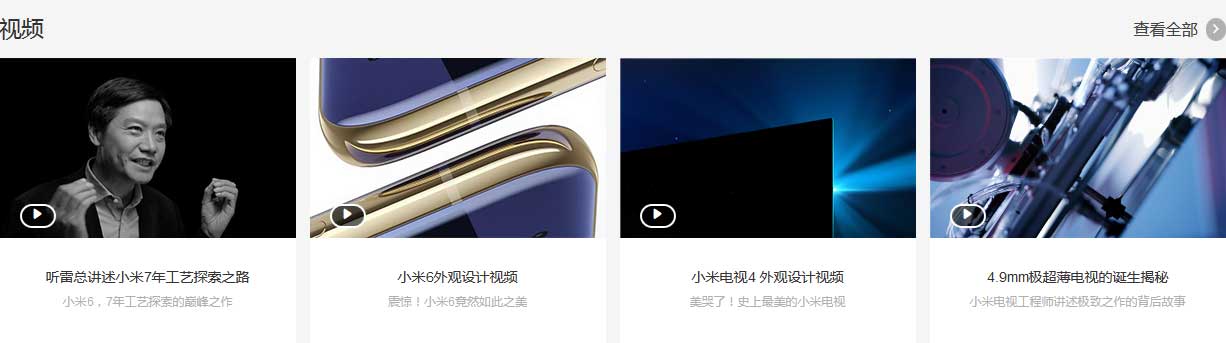 视频
查看全部
听雷总讲述小米7年工艺探索之路
小米6，7年工艺探索的巅峰之作
小米6外观设计视频
震惊！小米6竟然如此之美
小米电视4 外观设计视频
美哭了！史上最美的小米电视
4.9mm极超薄电视的诞生揭秘
小米电视工程师讲述极致之作的背后故事